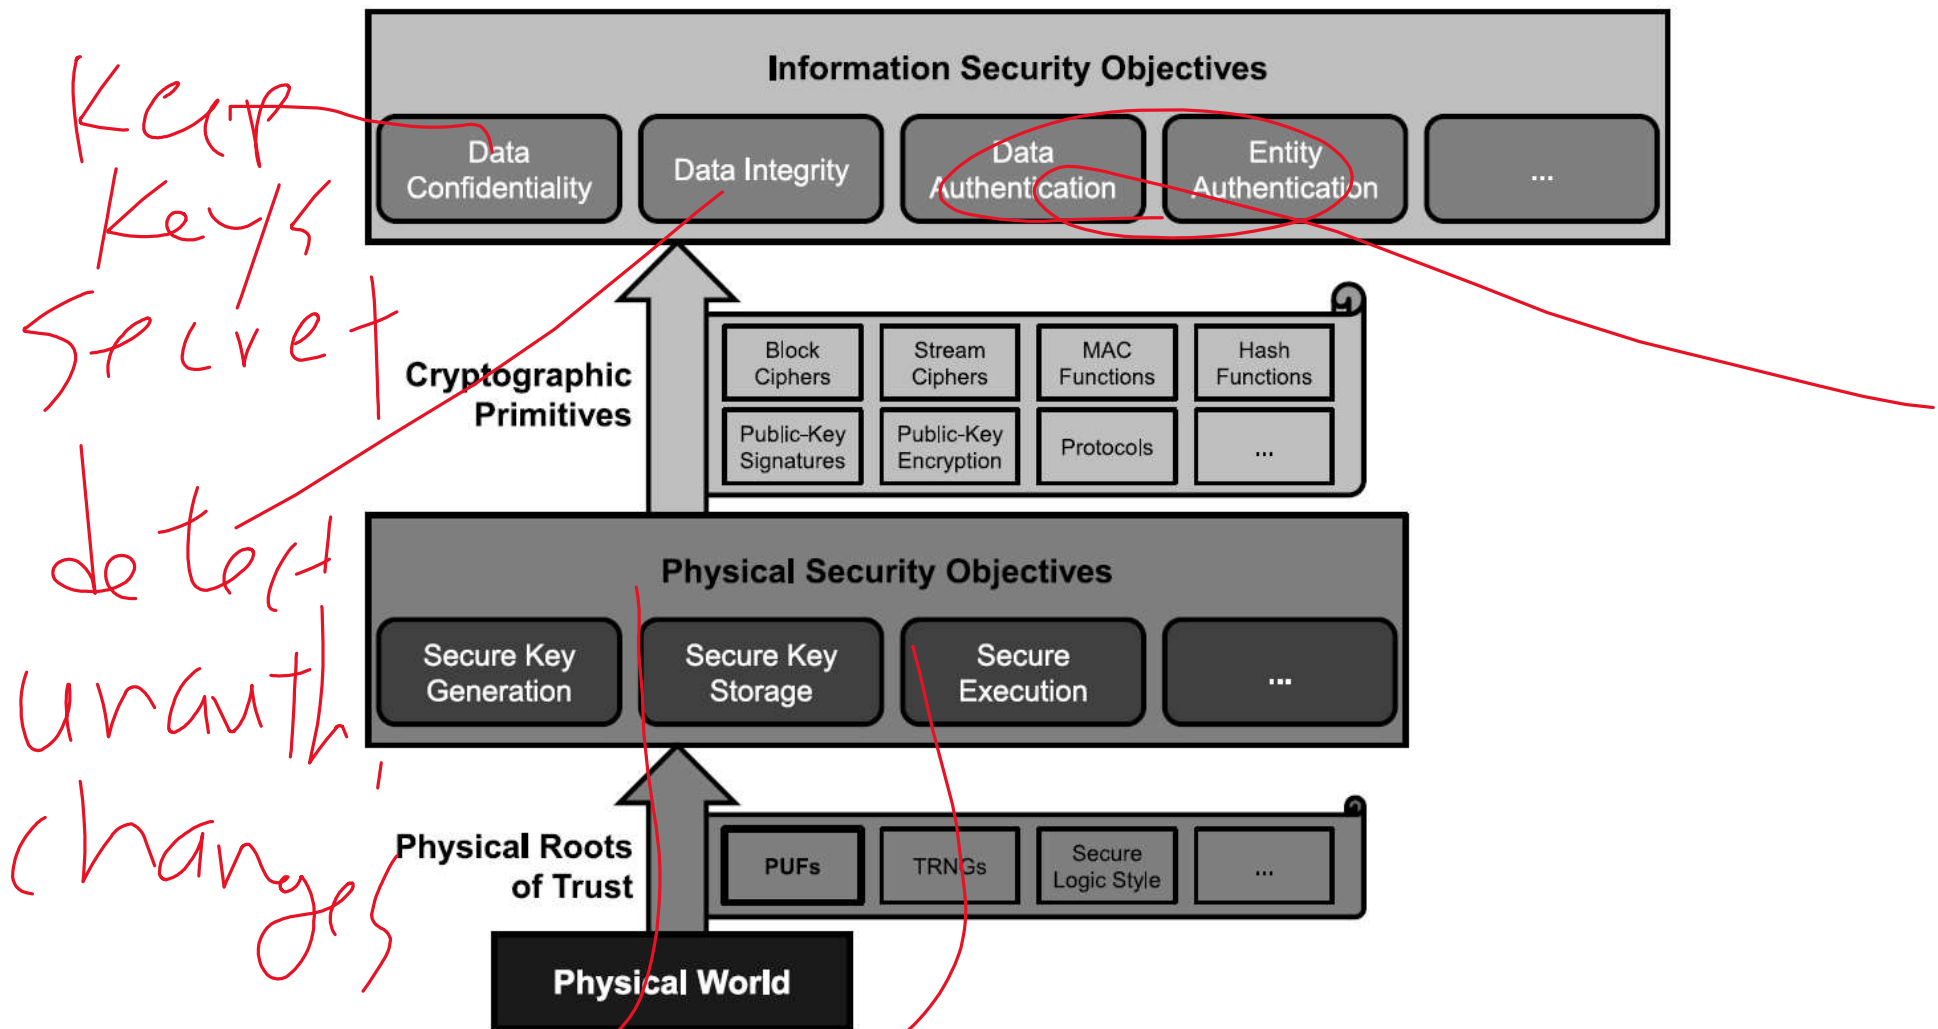 Information Security Objectives
Data Confidentiality
Data Integrity
Data Authentication
Entity Authentication
...
Keep
Keys
Secret
Cryptographic Primitives
Block Ciphers
Stream Ciphers
MAC Functions
Hash Functions
Public-Key Signatures
Public-Key Encryption
Protocols
...
detect
unauth.
changes
Physical Security Objectives
Secure Key Generation
Secure Key Storage
Secure Execution
...
Physical Roots of Trust
PUFs
TRNGs
Secure Logic Style
...
Physical World